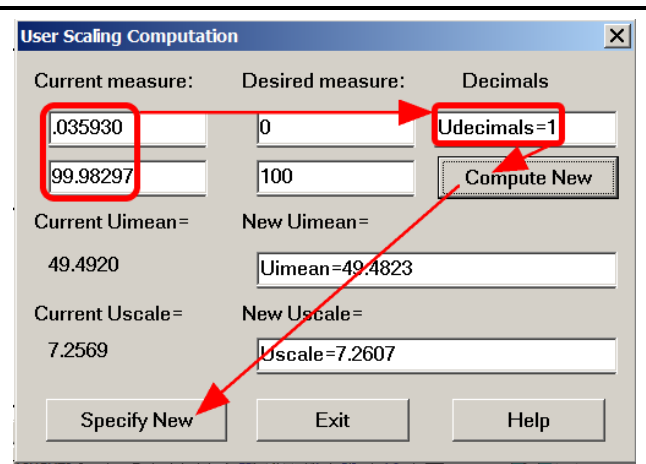 User Scaling Computation
Current measure: Desired measure: Decimals
.035930 0 Udecimals=1
99.98297 100 Compute New
Current Uimean= New Uimean=
49.4920 Uimean=49.4823
Current Uscale= New Uscale=
7.2569 Uscale=7.2607
Specify New Exit Help